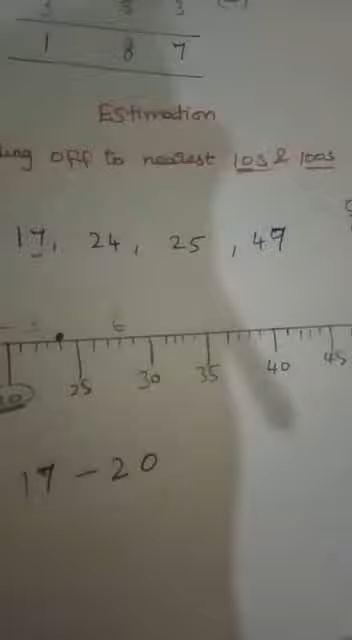 1 8 7
Estimation
off to nearest 10s & 100s
17, 24, 25, 47
25 30 35 40 45
17 - 20